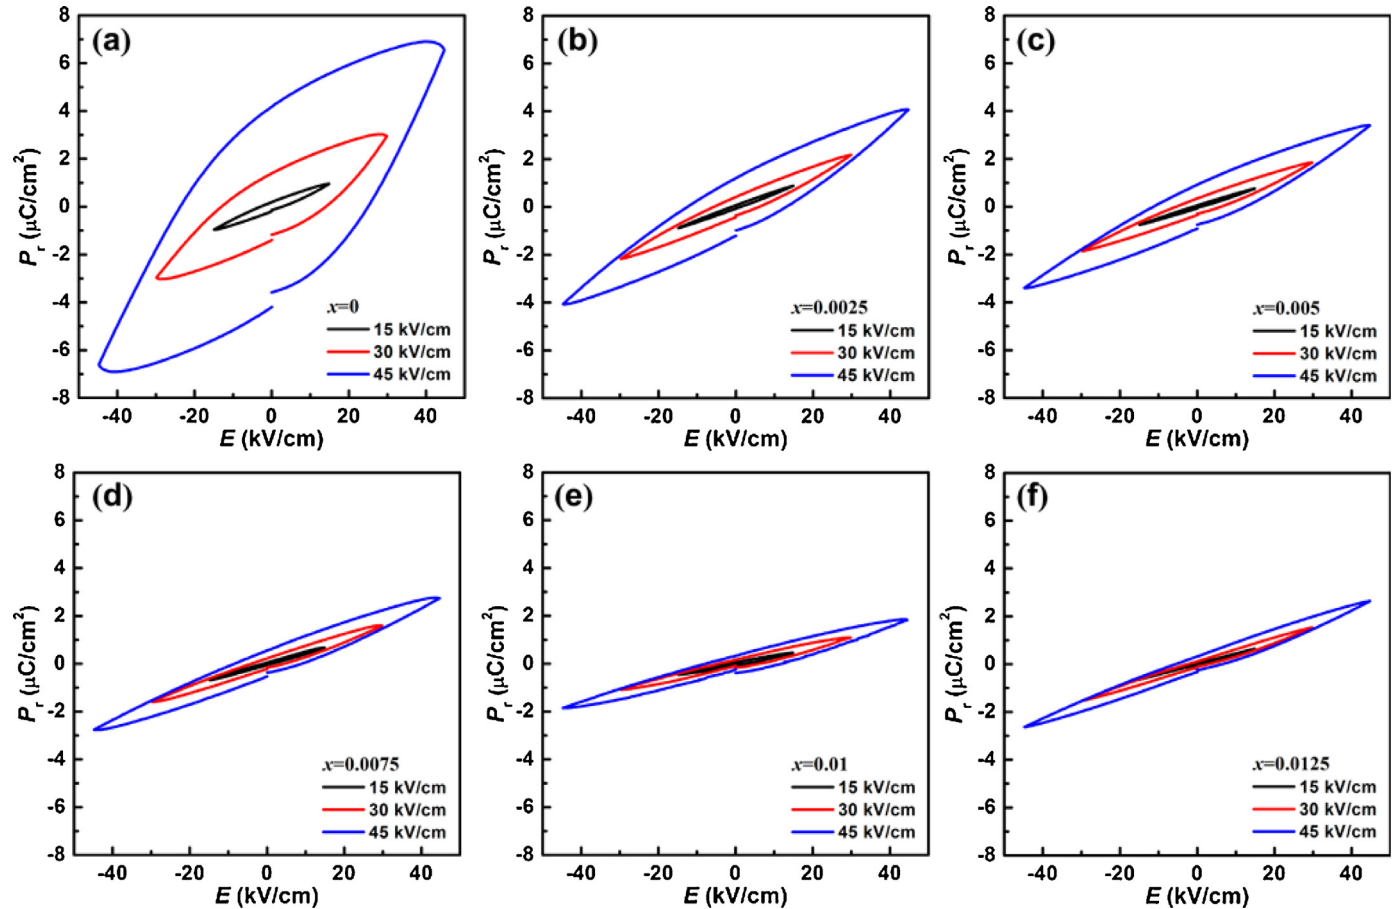 (a)
8
6
4
2
0
-2
-4
-6
-8
Pr (μC/cm²)
x=0
15 kV/cm
30 kV/cm
45 kV/cm
-40 -20 0 20 40
E (kV/cm)
(b)
8
6
4
2
0
-2
-4
-6
-8
Pr (μC/cm²)
x=0.0025
15 kV/cm
30 kV/cm
45 kV/cm
-40 -20 0 20 40
E (kV/cm)
(c)
8
6
4
2
0
-2
-4
-6
-8
Pr (μC/cm²)
x=0.005
15 kV/cm
30 kV/cm
45 kV/cm
-40 -20 0 20 40
E (kV/cm)
(d)
8
6
4
2
0
-2
-4
-6
-8
Pr (μC/cm²)
x=0.0075
15 kV/cm
30 kV/cm
45 kV/cm
-40 -20 0 20 40
E (kV/cm)
(e)
8
6
4
2
0
-2
-4
-6
-8
Pr (μC/cm²)
x=0.01
15 kV/cm
30 kV/cm
45 kV/cm
-40 -20 0 20 40
E (kV/cm)
(f)
8
6
4
2
0
-2
-4
-6
-8
Pr (μC/cm²)
x=0.0125
15 kV/cm
30 kV/cm
45 kV/cm
-40 -20 0 20 40
E (kV/cm)